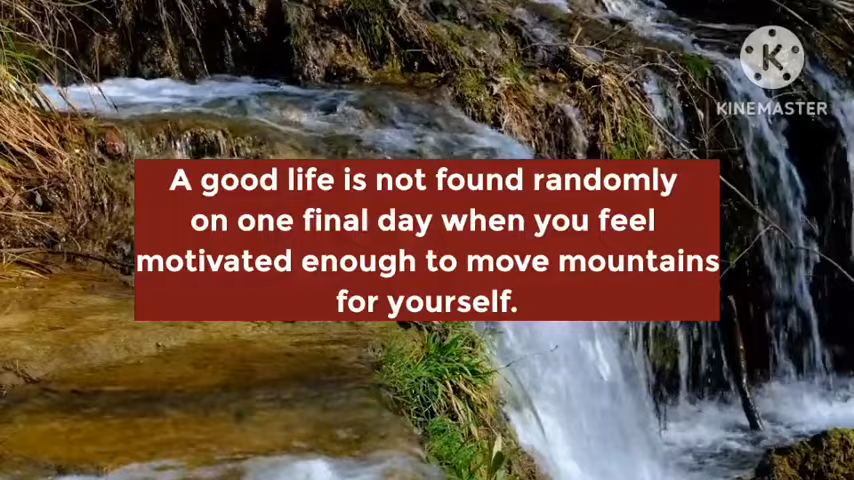 K
KINEMASTER
A good life is not found randomly
on one final day when you feel
motivated enough to move mountains
for yourself.